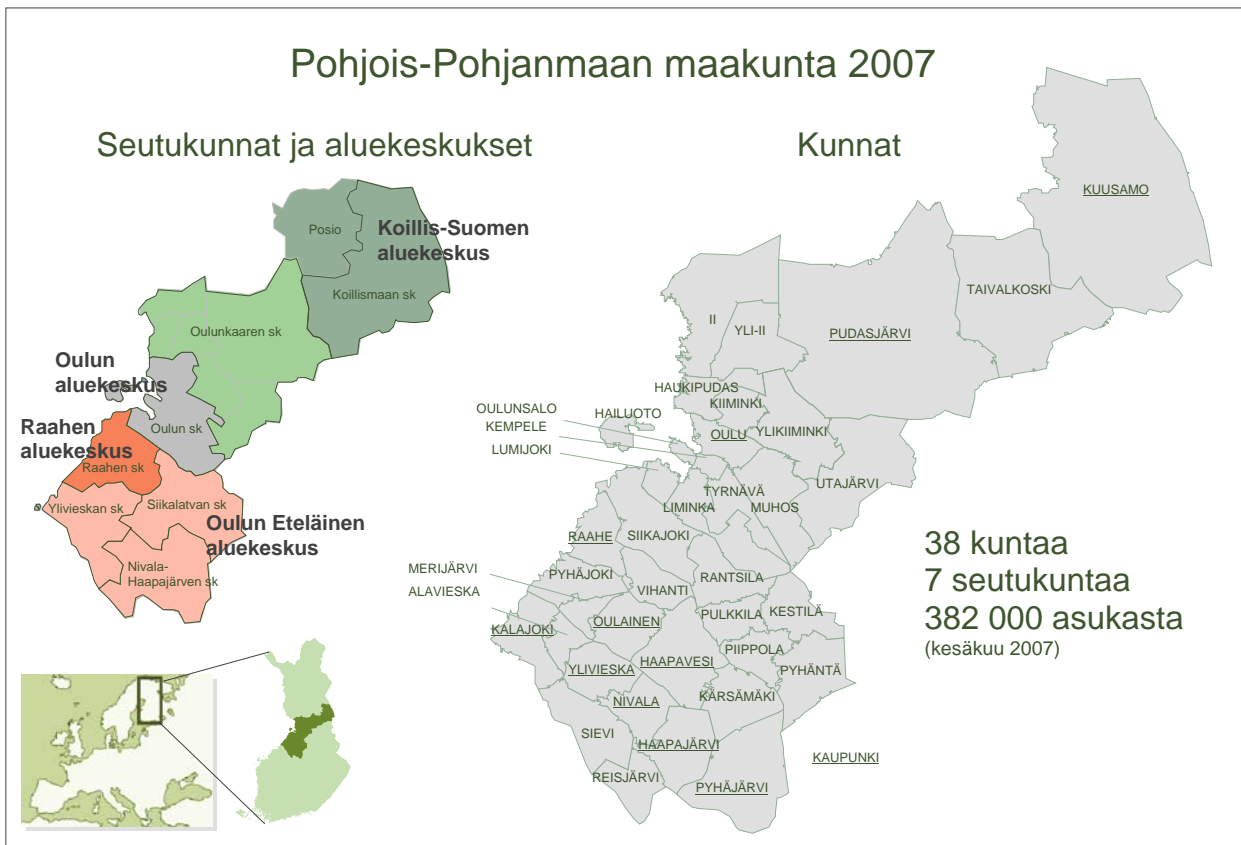 Pohjois-Pohjanmaan maakunta 2007
Seutukunnat ja aluekeskukset
Posio
Koillis-Suomen
aluekeskus
Koillismaan sk
Oulunkaaren sk
Oulun
aluekeskus
Oulun sk
Raahen
aluekeskus
Raahen sk
Ylivieskan sk
Siikalatvan sk
Oulun Eteläinen
aluekeskus
Nivala-
Haapajärven sk
Kunnat
KUUSAMO
TAIVALKOSKI
PUDASJÄRVI
II
YLI-II
HAUKIPUDAS
KIIMINKI
OULUNSALO
HAILUOTO
KEMPELE
OULU
YLIKIIMINKI
LUMIJOKI
UTAJÄRVI
TYRNÄVÄ
LIMINKA
MUHOS
RAAHE
SIIKAJOKI
MERIJÄRVI
PYHÄJOKI
RANTSILA
ALAVIESKA
VIHANTI
PULKKILA
KESTILÄ
KALAJOKI
OULAINEN
PIIPPOLA
YLIVIESKA
HAAPAVESI
PYHÄNTÄ
NIVALA
KÄRSÄMÄKI
SIEVI
HAAPAJÄRVI
KAUPUNKI
REISJÄRVI
PYHÄJÄRVI
38 kuntaa
7 seutukuntaa
382 000 asukasta
(kesäkuu 2007)